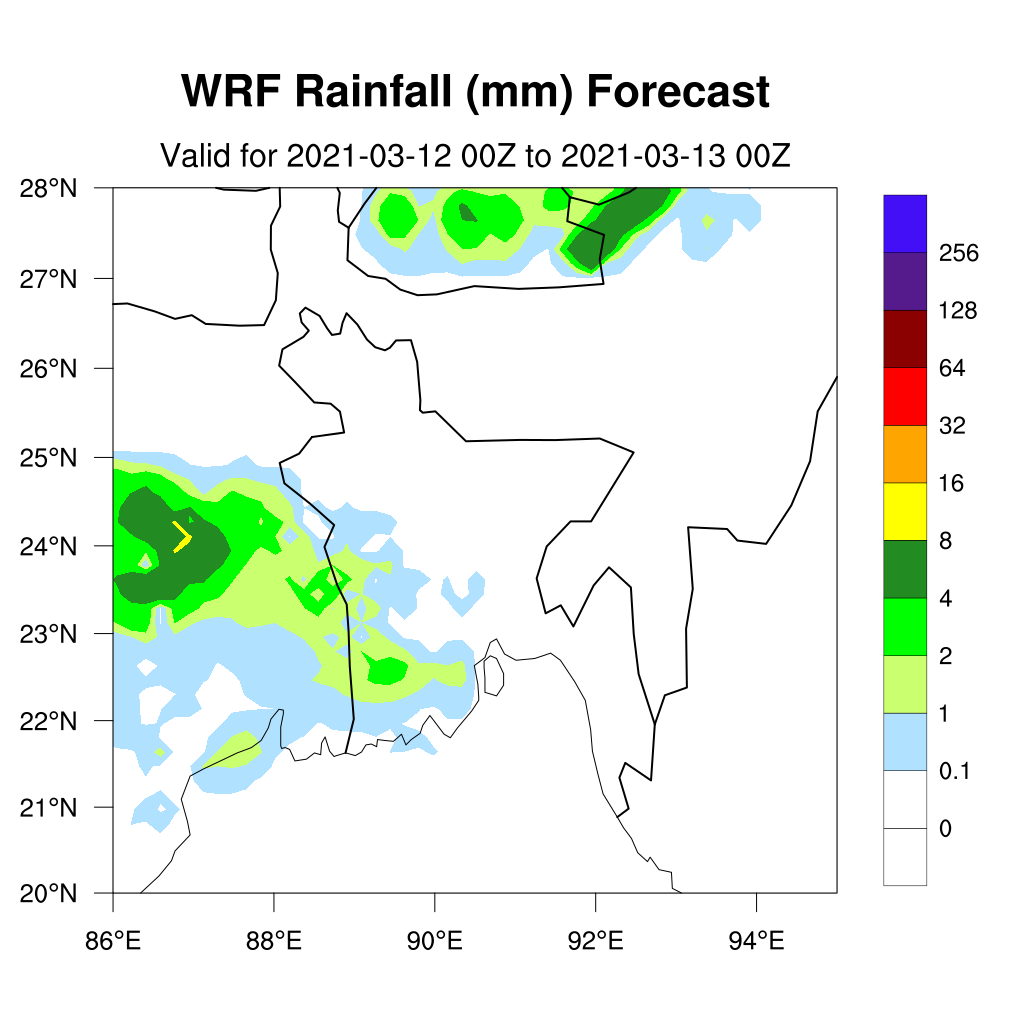 WRF Rainfall (mm) Forecast
Valid for 2021-03-12 00Z to 2021-03-13 00Z
28°N
27°N
26°N
25°N
24°N
23°N
22°N
21°N
20°N
86°E 88°E 90°E 92°E 94°E
256
128
64
32
16
8
4
2
1
0.1
0